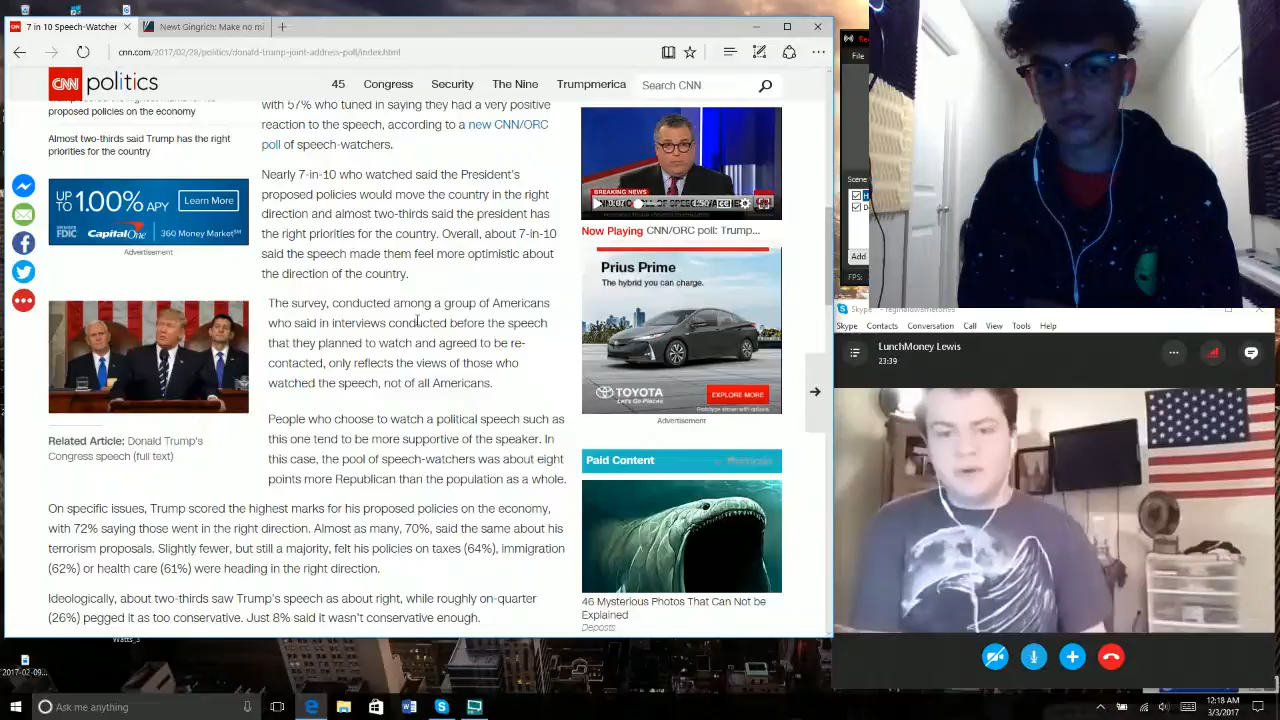 7 in 10 Speech-Watcher
Newt Gingrich: Make no mi
cnn.com/2017/02/28/politics/donald-trump-joint-address-poll/index.html
CNN politics
45 Congress Security The Nine Trumpmerica Search CNN
proposed policies on the economy
Almost two-thirds said Trump has the right
priorities for the country
UP TO 1.00% APY Learn More
Capital One 360 Money Market SM
Advertisement
with 57% who tuned in saying they had a very positive
reaction to the speech, according to a new CNN/ORC
poll of speech-watchers.
Nearly 7-in-10 who watched said the President's
proposed policies would move the country in the right
direction and almost two-thirds said the president has
the right priorities for the country. Overall, about 7-in-10
said the speech made them feel more optimistic about
the direction of the country.
The survey, conducted among a group of Americans
who said in interviews conducted before the speech
that they planned to watch and agreed to be re-
contacted, only reflects the views of those who
watched the speech, not of all Americans.
People who choose to watch a political speech such as
this one tend to be more supportive of the speaker. In
this case, the pool of speech-watchers was about eight
points more Republican than the population as a whole.
Related Article: Donald Trump's
Congress speech (full text)
On specific issues, Trump scored the highest marks for his proposed policies on the economy,
with 72% saying those went in the right direction. Almost as many, 70%, said the same about his
terrorism proposals. Slightly fewer, but still a majority, felt his policies on taxes (64%), immigration
(62%) or health care (61%) were heading in the right direction.
Ideologically, about two-thirds saw Trump's speech as about right, while roughly on-quarter
(26%) pegged it as too conservative. Just 8% said it wasn't conservative enough.
BREAKING NEWS
Now Playing CNN/ORC poll: Trump...
Prius Prime
The hybrid you can charge.
TOYOTA
Let's Go Places
EXPLORE MORE
Prototype shown with options.
Advertisement
Paid Content
46 Mysterious Photos That Can Not be
Explained
Deposts
File
Scene
Add
FPS:
Skype
Skype Contacts Conversation Call View Tools Help
LunchMoney Lewis
23:39
Watts_3
2017-02-09...
Ask me anything
12:18 AM
3/3/2017